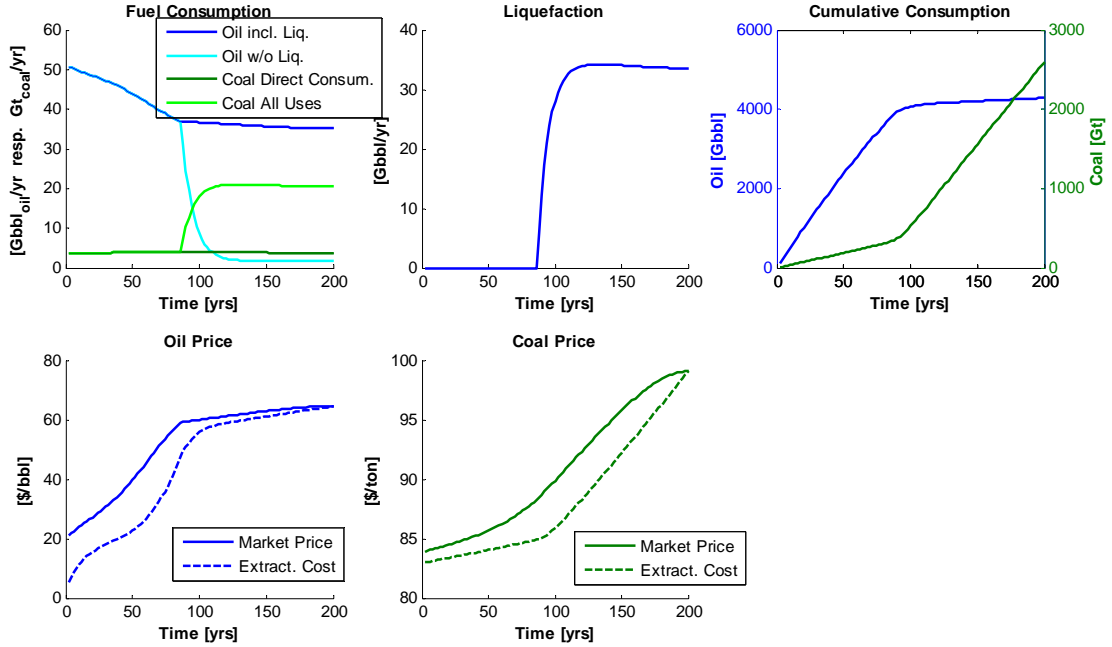 Fuel Consumption
[Gbbl_oil/yr resp. Gt_coal/yr]
60
50
40
30
20
10
0
0 50 100 150 200
Time [yrs]
Oil incl. Liq.
Oil w/o Liq.
Coal Direct Consum.
Coal All Uses
Liquefaction
[Gbbl/yr]
40
30
20
10
0
0 50 100 150 200
Time [yrs]
Cumulative Consumption
Oil [Gbbl]
6000
4000
2000
0
0 50 100 150 200
Time [yrs]
3000
2000
1000
0
Coal [Gt]
Oil Price
[$/bbl]
80
60
40
20
0
0 50 100 150 200
Time [yrs]
Market Price
Extract. Cost
Coal Price
[$/ton]
100
95
90
85
80
0 50 100 150 200
Time [yrs]
Market Price
Extract. Cost